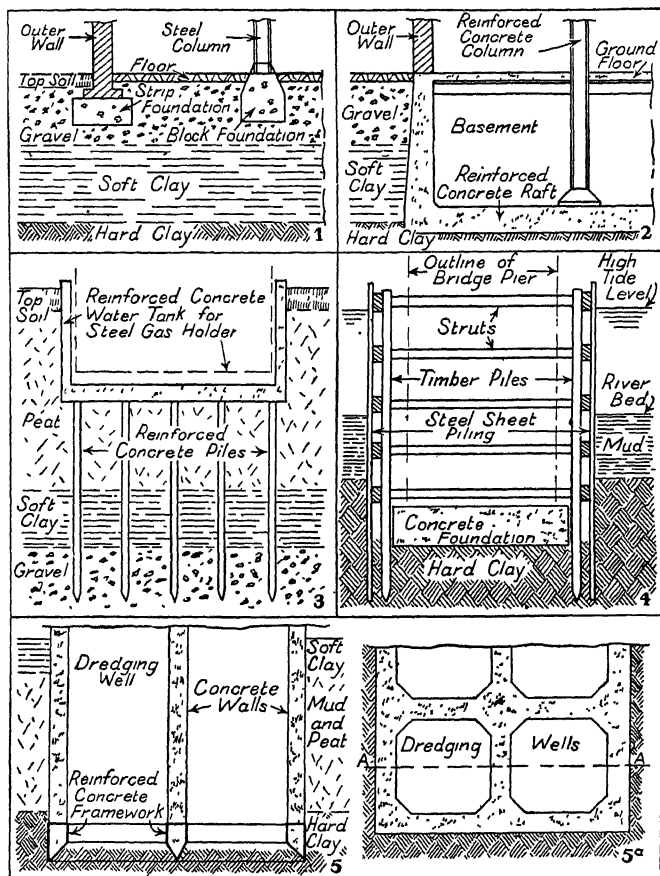 Outer
Wall
Steel
Column
Floor
Top Soil
Strip
Foundation
Gravel
Block Foundation
Soft Clay
Hard Clay
1
Outer
Wall
Reinforced
Concrete
Column
Ground
Floor
Gravel
Basement
Soft
Clay
Reinforced
Concrete Raft
Hard Clay
2
Top
Soil
Reinforced Concrete
Water Tank for
Steel Gas Holder
Peat
Reinforced
Concrete Piles
Soft
Clay
Gravel
3
Outline of
Bridge Pier
High
Tide
Level
Struts
Timber Piles
River
Bed
Steel Sheet
Piling
Mud
Concrete
Foundation
Hard Clay
4
Dredging
Well
Concrete
Walls
Soft
Clay
Mud
and
Peat
Reinforced
Concrete
Framework
Hard
Clay
5
Dredging Wells
A A
5a